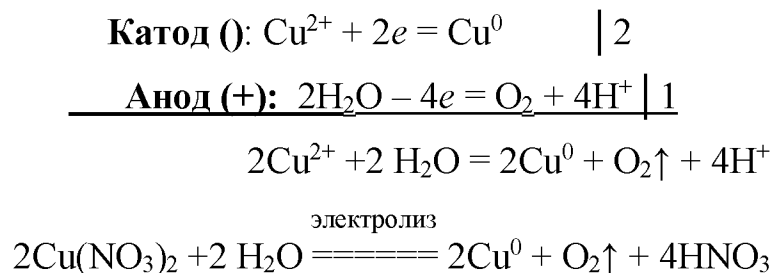 Катод (): Cu²⁺ + 2e = Cu⁰ | 2
Анод (+): 2H₂O – 4e = O₂ + 4H⁺ | 1
2Cu²⁺ +2 H₂O = 2Cu⁰ + O₂↑ + 4H⁺
электролиз
2Cu(NO₃)₂ +2 H₂O ====== 2Cu⁰ + O₂↑ + 4HNO₃